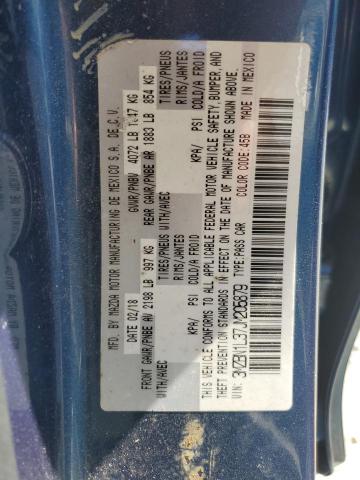 MFD. BY MAZDA MOTOR MANUFACTURING DE MEXICO S.A. DE C.V.
DATE: 02/18 GVWR/PNBV 4072 LB 1847 KG
FRONT GAWR/PNBE AV 2198 LB 997 KG REAR GAWR/PNBE AR 1883 LB 854 KG
WITH/AVEC TIRES/PNEUS WITH/AVEC TIRES/PNEUS
RIMS/JANTES RIMS/JANTES
KPA/ PSI COLD/A FROID KPA/ PSI COLD/A FROID
THIS VEHICLE CONFORMS TO ALL APPLICABLE FEDERAL MOTOR VEHICLE SAFETY, BUMPER, AND
THEFT PREVENTION STANDARDS IN EFFECT ON THE DATE OF MANUFACTURE SHOWN ABOVE.
VIN: 3MZBN1L37JM205879 TYPE: PASS CAR COLOR CODE: 45B MADE IN MEXICO